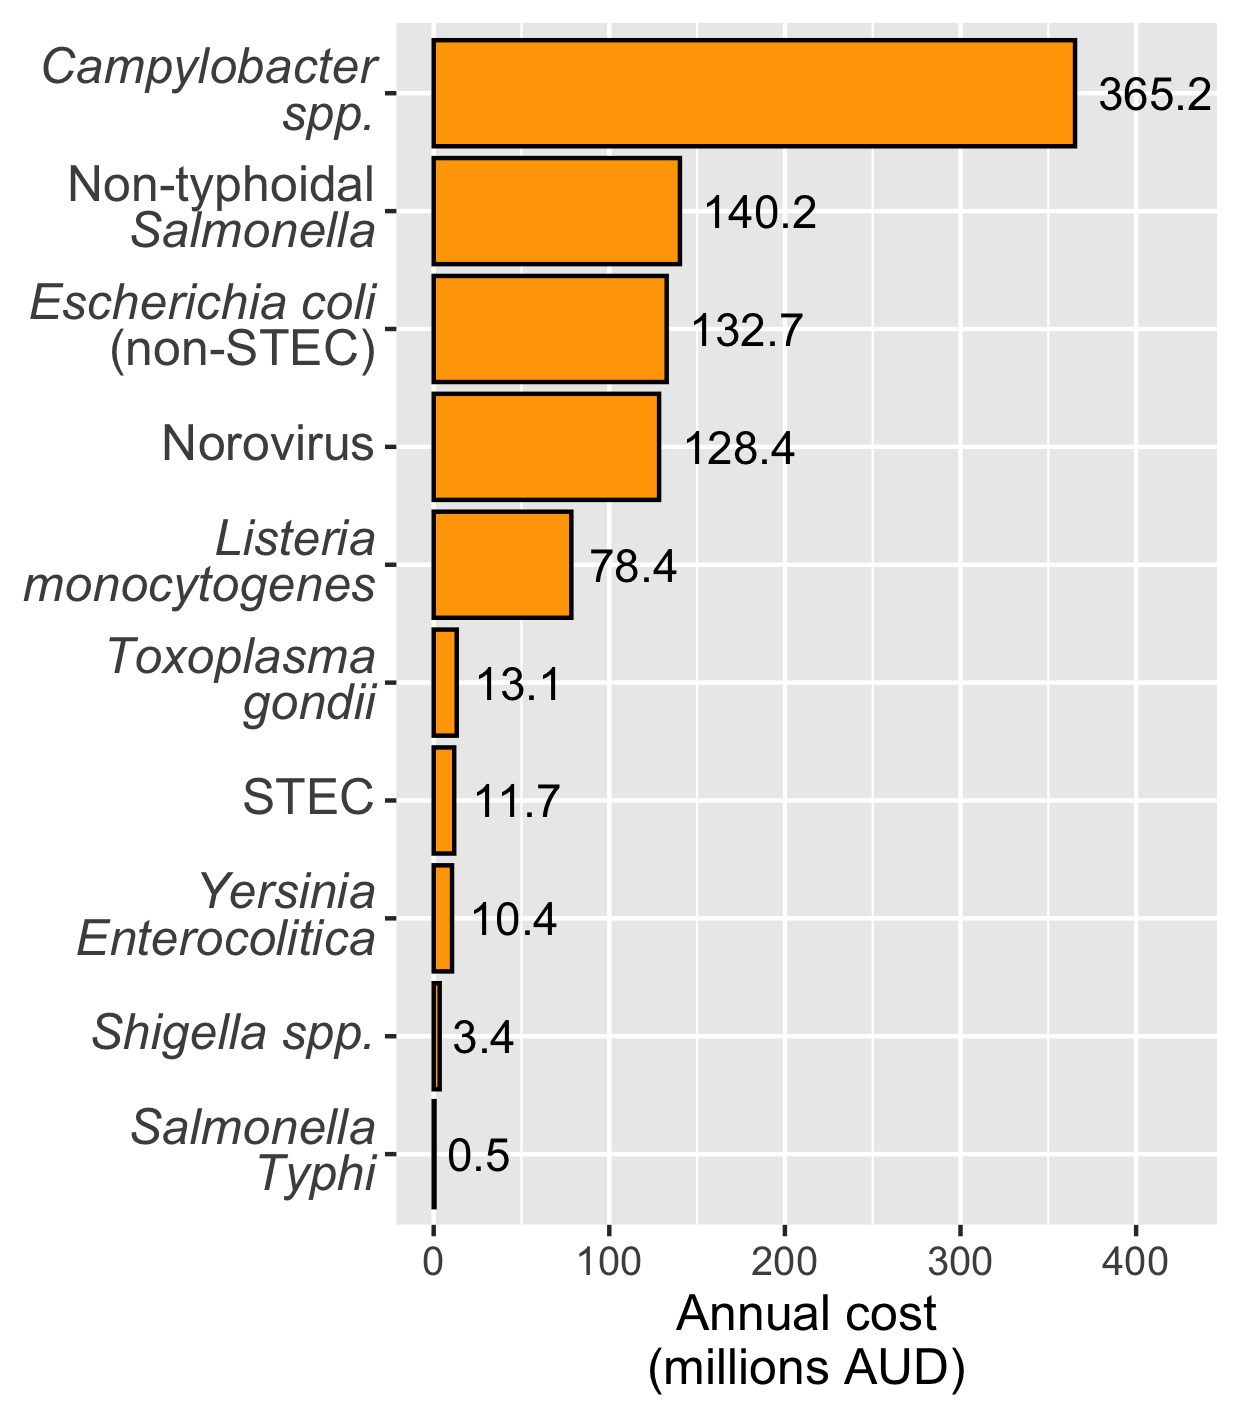 Campylobacter
spp.
365.2
Non-typhoidal
Salmonella
140.2
Escherichia coli
(non-STEC)
132.7
Norovirus
128.4
Listeria
monocytogenes
78.4
Toxoplasma
gondii
13.1
STEC
11.7
Yersinia
Enterocolitica
10.4
Shigella spp.
3.4
Salmonella
Typhi
0.5
0 100 200 300 400
Annual cost
(millions AUD)